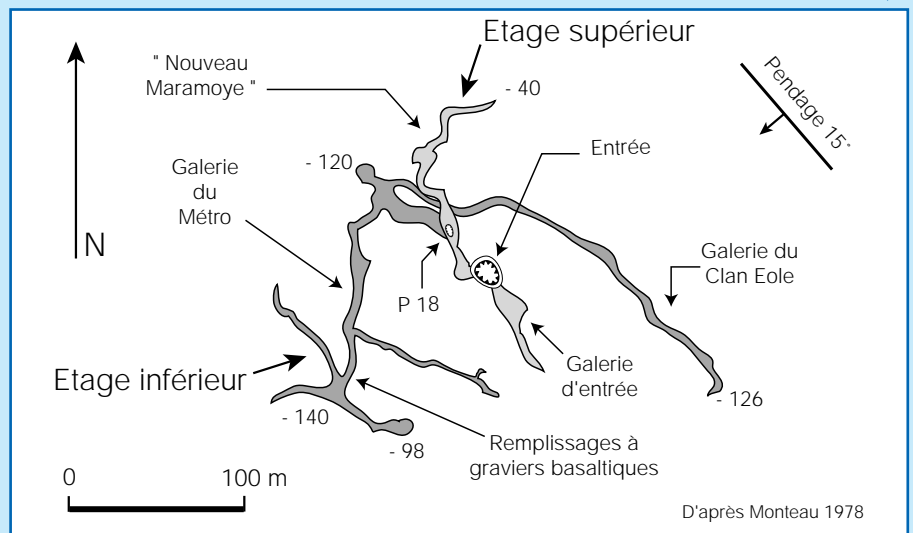 Etage supérieur
" Nouveau
Maramoye "
- 40
Pendage 15°
Entrée
- 120
Galerie
du
Métro
N
Galerie du
Clan Eole
P 18
Galerie
d'entrée
Etage inférieur
- 126
- 140
- 98
Remplissages à
graviers basaltiques
0 100 m
D'après Monteau 1978